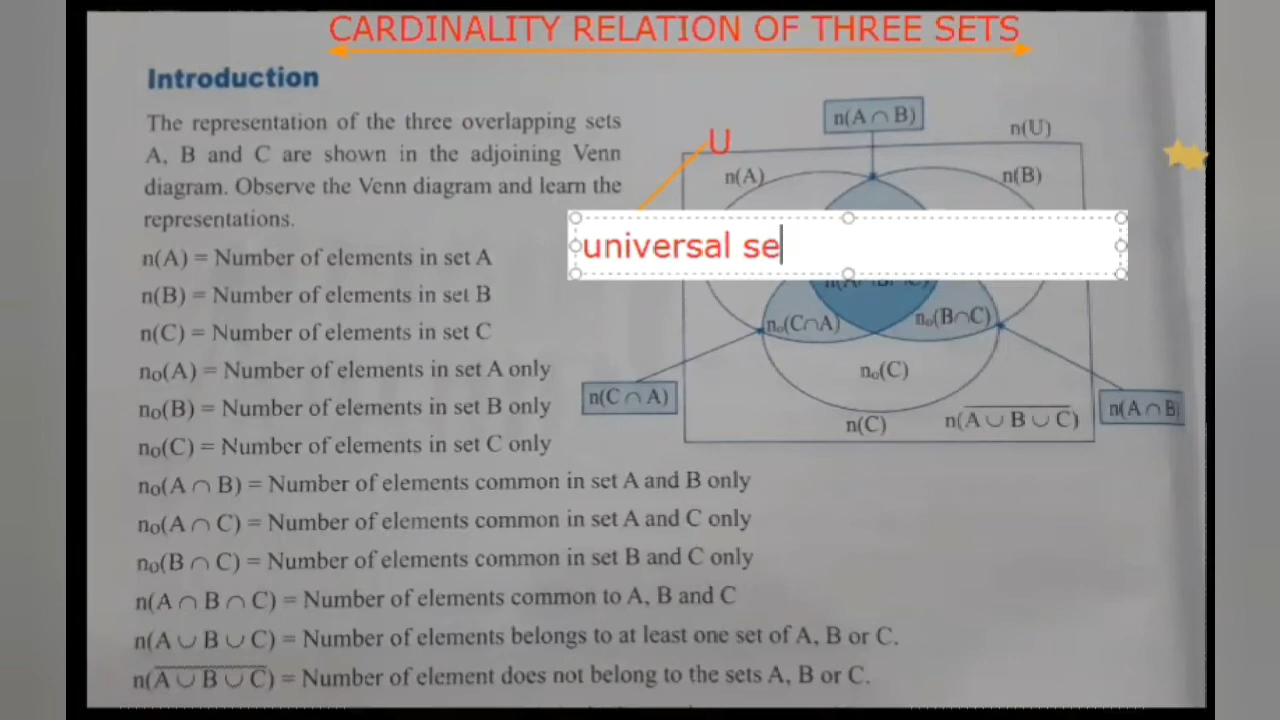 CARDINALITY RELATION OF THREE SETS
Introduction
The representation of the three overlapping sets
A, B and C are shown in the adjoining Venn
diagram. Observe the Venn diagram and learn the
representations.
n(A) = Number of elements in set A
n(B) = Number of elements in set B
n(C) = Number of elements in set C
n₀(A) = Number of elements in set A only
n₀(B) = Number of elements in set B only
n₀(C) = Number of elements in set C only
n₀(A ∩ B) = Number of elements common in set A and B only
n₀(A ∩ C) = Number of elements common in set A and C only
n₀(B ∩ C) = Number of elements common in set B and C only
n(A ∩ B ∩ C) = Number of elements common to A, B and C
n(A ∪ B ∪ C) = Number of elements belongs to at least one set of A, B or C.
n(A̅ ∪̅ B̅ ∪̅ C̅) = Number of element does not belong to the sets A, B or C.
n(A ∩ B)
U
n(U)
n(A)
n(B)
universal se
n₀(C∩A)
n₀(B∩C)
n₀(C)
n(C ∩ A)
n(A ∩ B)
n(C)
n(A̅ ∪̅ B̅ ∪̅ C̅)